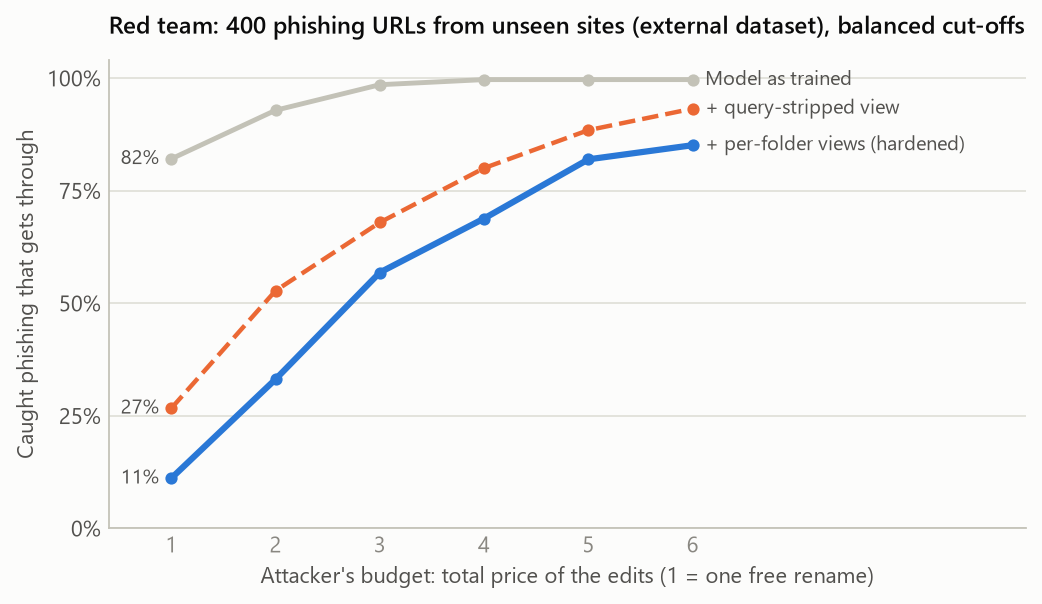 Red team: 400 phishing URLs from unseen sites (external dataset), balanced cut-offs
Caught phishing that gets through
100%
75%
50%
25%
0%
82%
27%
11%
Model as trained
+ query-stripped view
+ per-folder views (hardened)
1 2 3 4 5 6
Attacker's budget: total price of the edits (1 = one free rename)